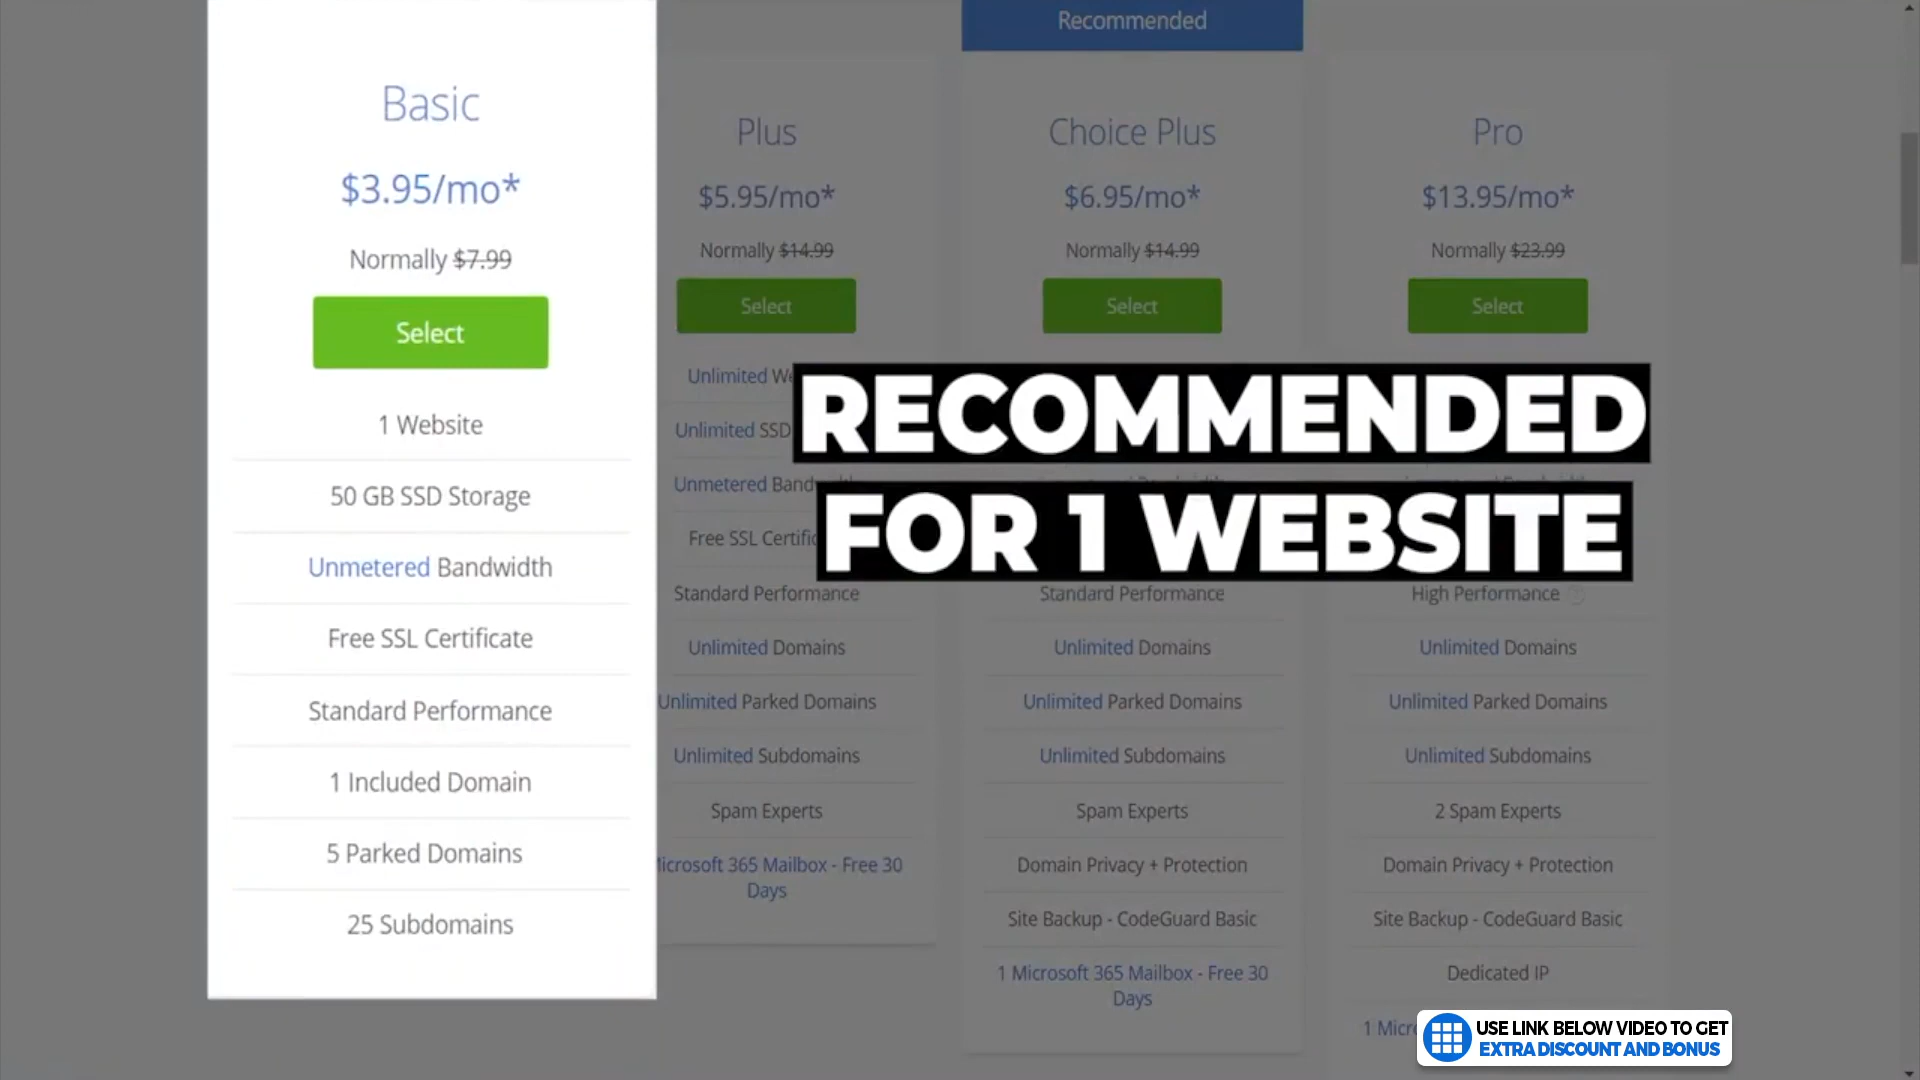 Recommended
Basic
$3.95/mo*
Normally $7.99
Select
1 Website
50 GB SSD Storage
Unmetered Bandwidth
Free SSL Certificate
Standard Performance
1 Included Domain
5 Parked Domains
25 Subdomains
Plus
$5.95/mo*
Normally $14.99
Select
Unlimited
Unlimited SSD
Unmetered
Free SSL
Standard Performance
Unlimited Domains
Unlimited Parked Domains
Unlimited Subdomains
Spam Experts
365 Mailbox - Free 30
Days
Choice Plus
$6.95/mo*
Normally $14.99
Select
Standard Performance
Unlimited Domains
Unlimited Parked Domains
Unlimited Subdomains
Spam Experts
Domain Privacy + Protection
Site Backup - CodeGuard Basic
1 Microsoft 365 Mailbox - Free 30
Days
Pro
$13.95/mo*
Normally $23.99
Select
High Performance
Unlimited Domains
Unlimited Parked Domains
Unlimited Subdomains
2 Spam Experts
Domain Privacy + Protection
Site Backup - CodeGuard Basic
Dedicated IP
1
RECOMMENDED
FOR 1 WEBSITE
USE LINK BELOW VIDEO TO GET
EXTRA DISCOUNT AND BONUS